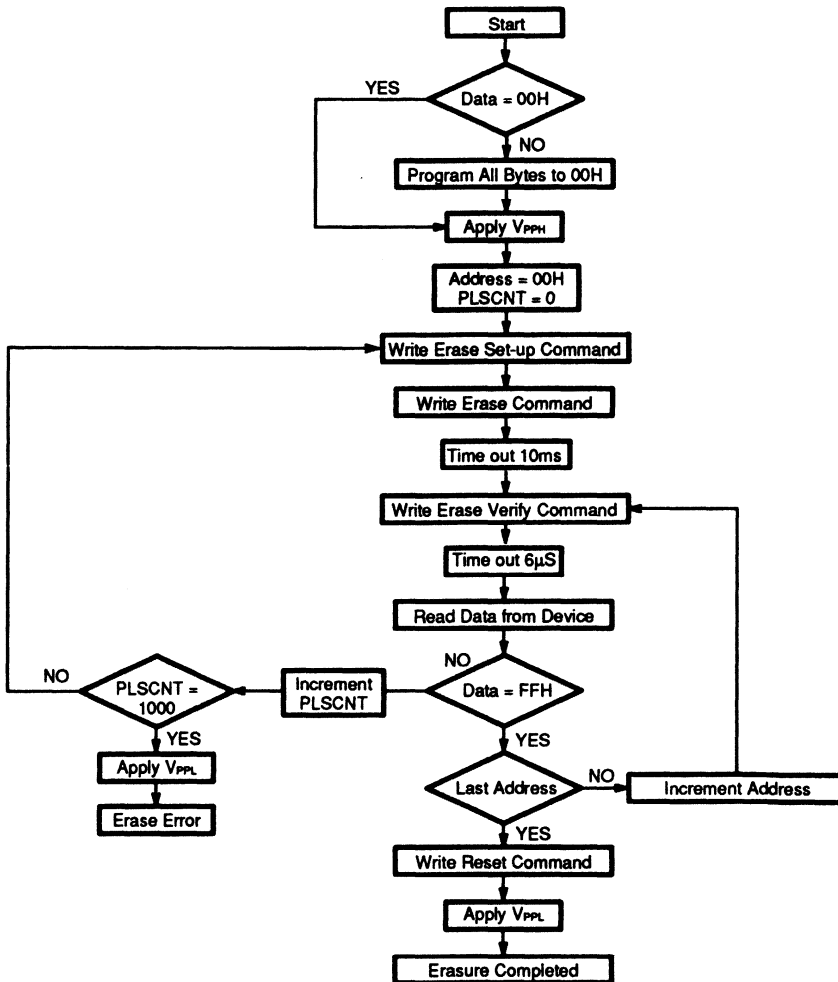 Start
YES
Data = 00H
NO
Program All Bytes to 00H
Apply VPPH
Address = 00H
PLSCNT = 0
Write Erase Set-up Command
Write Erase Command
Time out 10ms
Write Erase Verify Command
Time out 6µS
Read Data from Device
NO
Data = FFH
YES
Increment
PLSCNT
NO
PLSCNT =
1000
YES
Apply VPPL
Erase Error
Last Address
NO
Increment Address
YES
Write Reset Command
Apply VPPL
Erasure Completed